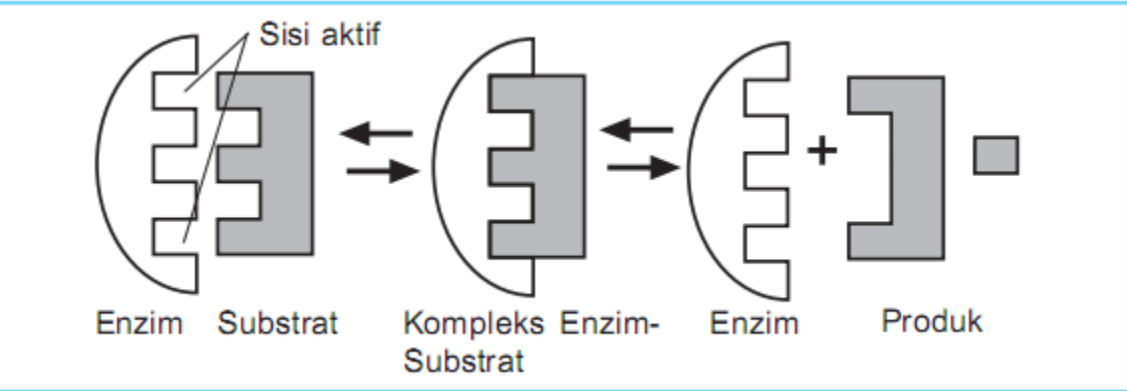 Sisi aktif
+
Enzim Substrat Kompleks Enzim- Enzim Produk
Substrat